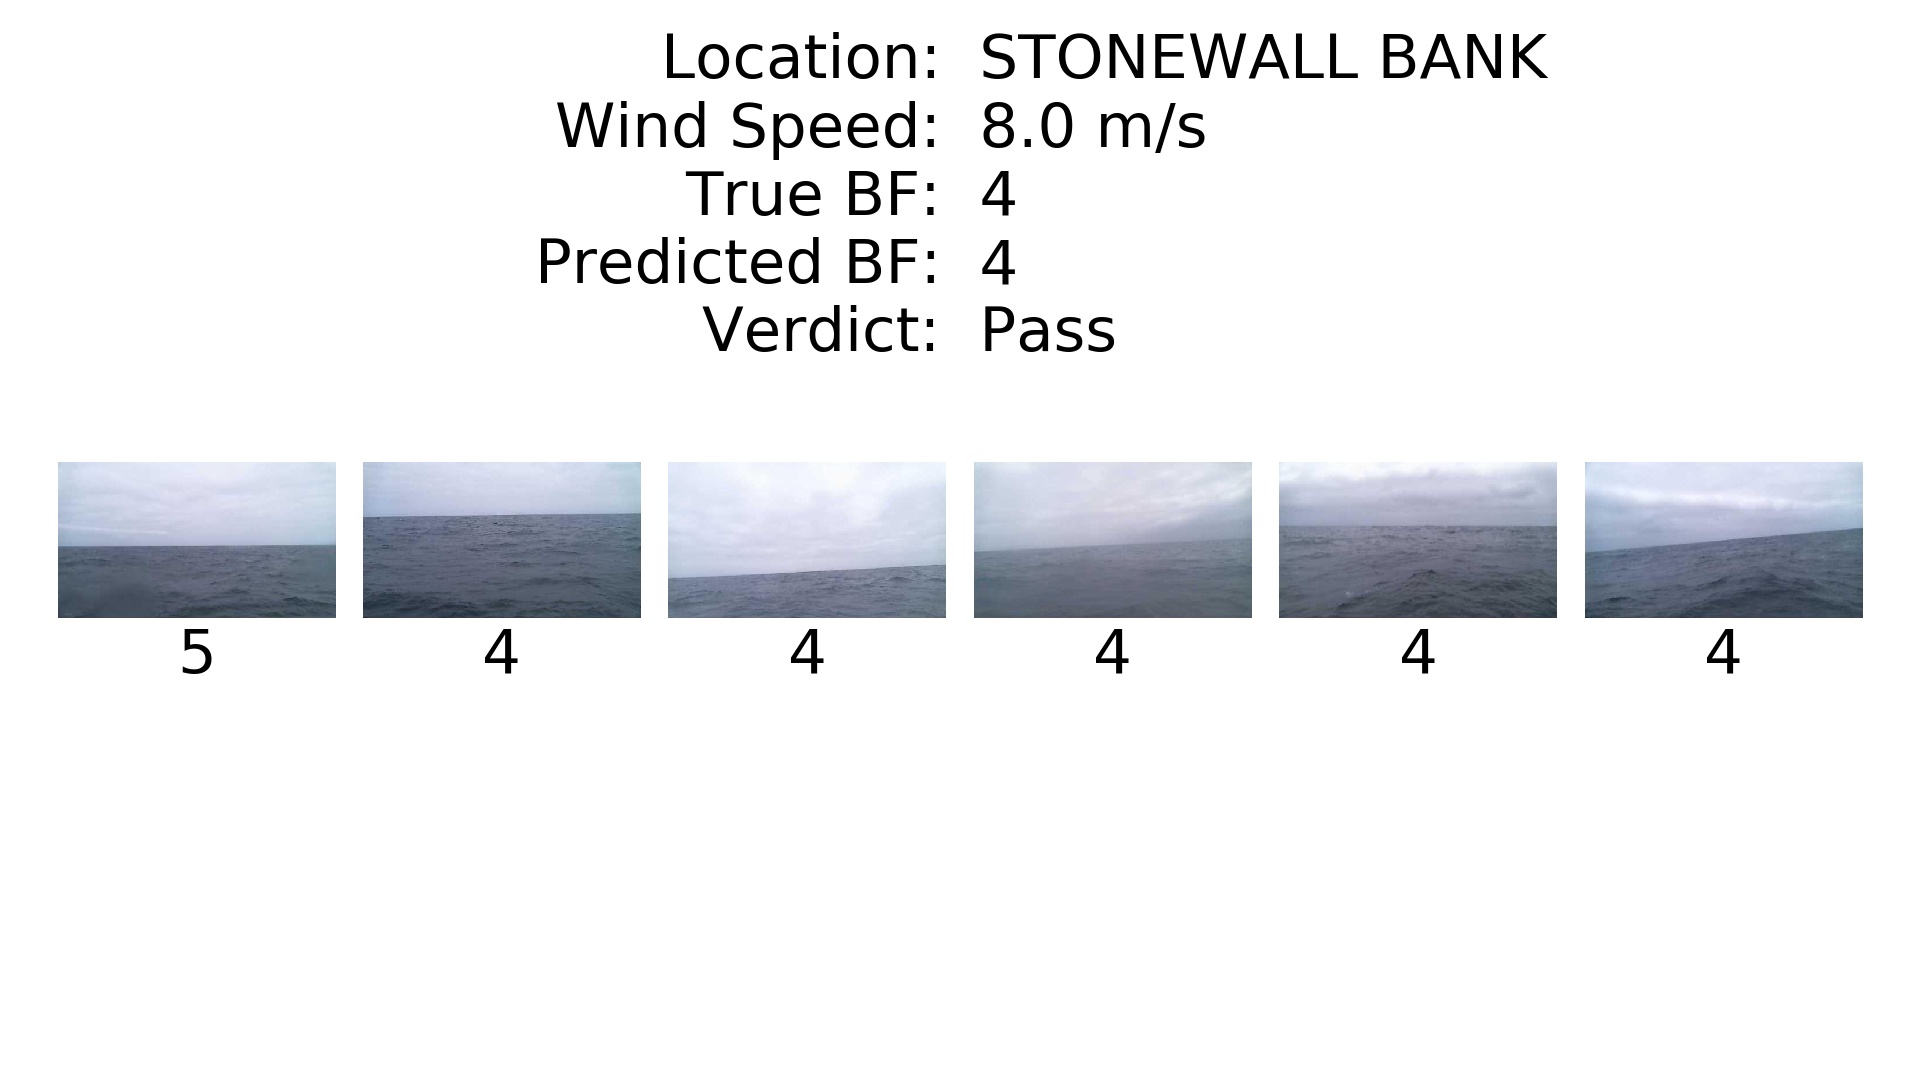 Location: STONEWALL BANK
Wind Speed: 8.0 m/s
True BF: 4
Predicted BF: 4
Verdict: Pass
5 4 4 4 4 4